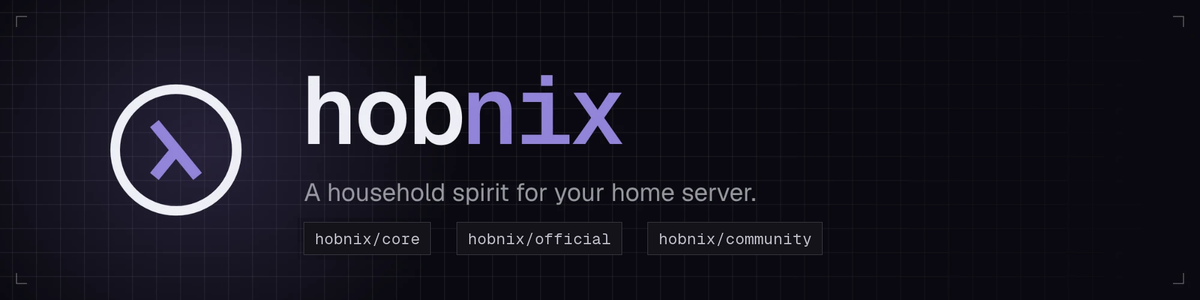 λ
hobnix
A household spirit for your home server.
hobnix/core hobnix/official hobnix/community